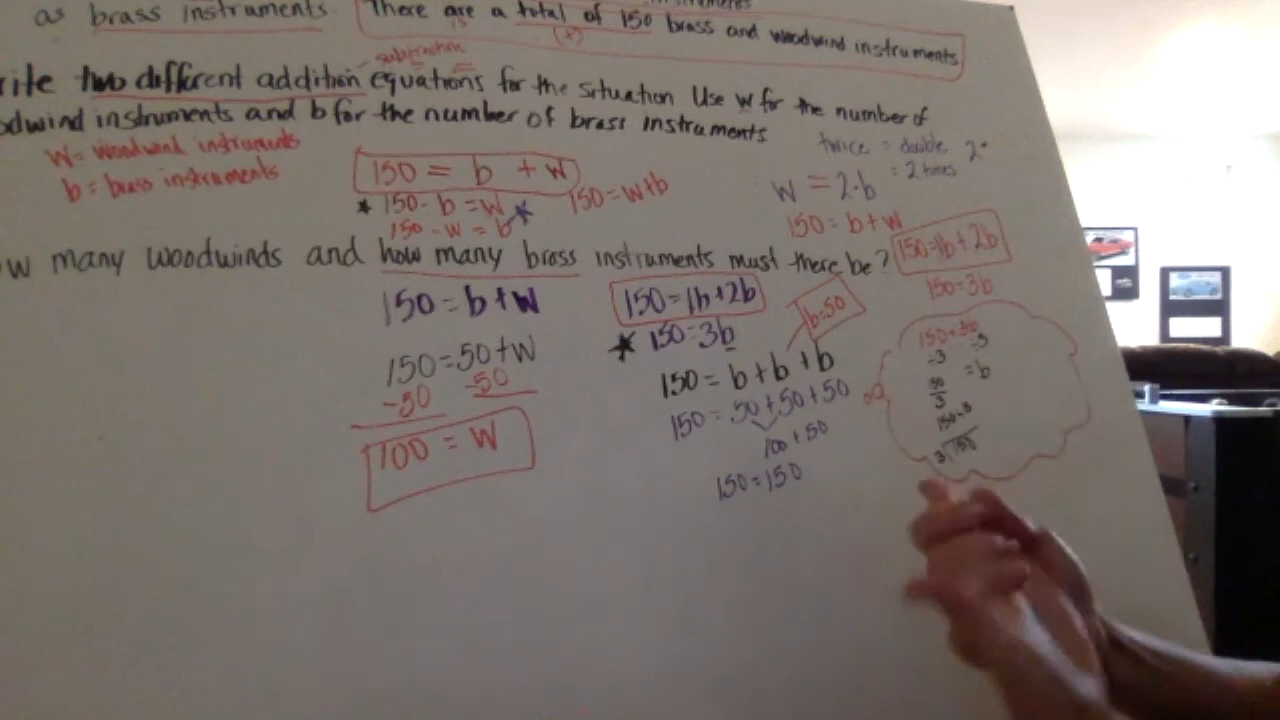 as brass instruments. There are a total of 150 brass and woodwind instruments
is
(+)
subtraction
rite two different addition equations for the situation. Use w for the number of
odwind instruments and b for the number of brass instruments
W= woodwind instruments
b = brass instruments
150 = b + w
* 150 - b = w
150 - w = b *
150 = w+b
twice = double 2·
= 2 times
W = 2·b
150 = b+w
150=1b+2b
150=3b
w many woodwinds and how many brass instruments must there be?
150 = b+w
150=50+w
-50 -50
100 = W
150=1b+2b
* 150=3b
b=50
150 = b + b + b
150 = 50+50+50
100 + 50
150=150
150=3b
÷3 ÷3
= b
150÷3
3 150